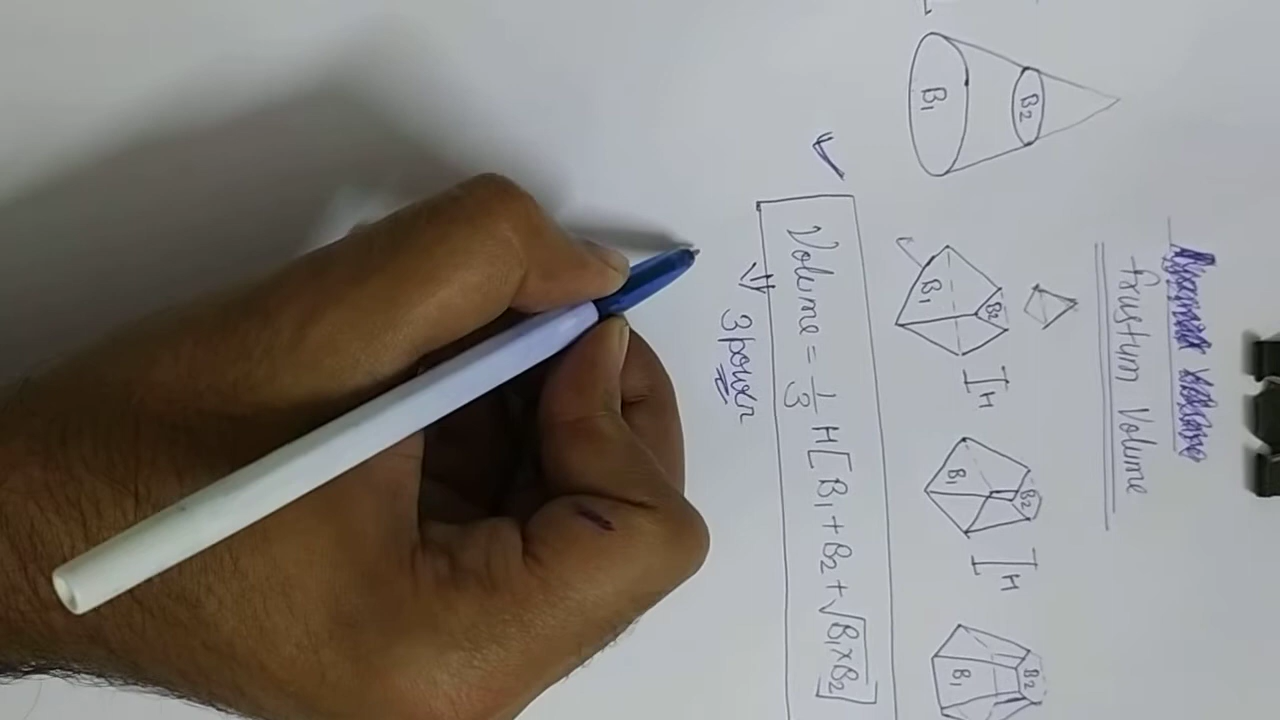 frustum Volume
B1
B2
B1
B2
H
B1
B2
H
B1
B2
Volume = 1/3 H [ B1 + B2 + √B1×B2 ]
⇓
3 power